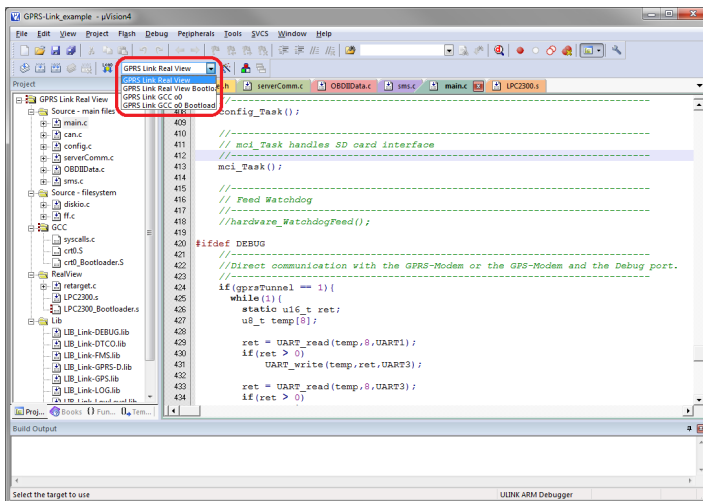 GPRS-Link_example - µVision4
File Edit View Project Flash Debug Peripherals Tools SVCS Window Help
GPRS Link Real View
GPRS Link Real View
GPRS Link Real View Bootloa
GPRS Link GCC o0
GPRS Link GCC o0 Bootload
Project
GPRS Link Real View
Source - main files
main.c
can.c
config.c
serverComm.c
OBDIIData.c
sms.c
Source - filesystem
diskio.c
ff.c
GCC
syscalls.c
crt0.S
crt0_Bootloader.S
RealView
retarget.c
LPC2300.s
LPC2300_Bootloader.s
Lib
LIB_Link-DEBUG.lib
LIB_Link-DTCO.lib
LIB_Link-FMS.lib
LIB_Link-GPRS-D.lib
LIB_Link-GPS.lib
LIB_Link-LOG.lib
LIB_Link-LowLevel.lib
Proj... Books {} Fun... 0 Tem...
serverComm.c OBDIIData.c sms.c main.c LPC2300.s
//----------------------------------------------------------------------
408 config_Task();
409
410 //----------------------------------------------------------------------
411 // mci_Task handles SD card interface
412 //----------------------------------------------------------------------
413 mci_Task();
414
415 //----------------------------------------------------------------------
416 // Feed Watchdog
417 //----------------------------------------------------------------------
418 //hardware_WatchdogFeed();
419
420 #ifdef DEBUG
421 //----------------------------------------------------------------------
422 //Direct communication with the GPRS-Modem or the GPS-Modem and the Debug port.
423 //----------------------------------------------------------------------
424 if(gprsTunnel == 1){
425 while(1){
426 static u16_t ret;
427 u8_t temp[8];
428
429 ret = UART_read(temp,8,UART1);
430 if(ret > 0)
431 UART_write(temp,ret,UART3);
432
433 ret = UART_read(temp,8,UART3);
434 if(ret > 0)
Build Output
Select the target to use
ULINK ARM Debugger